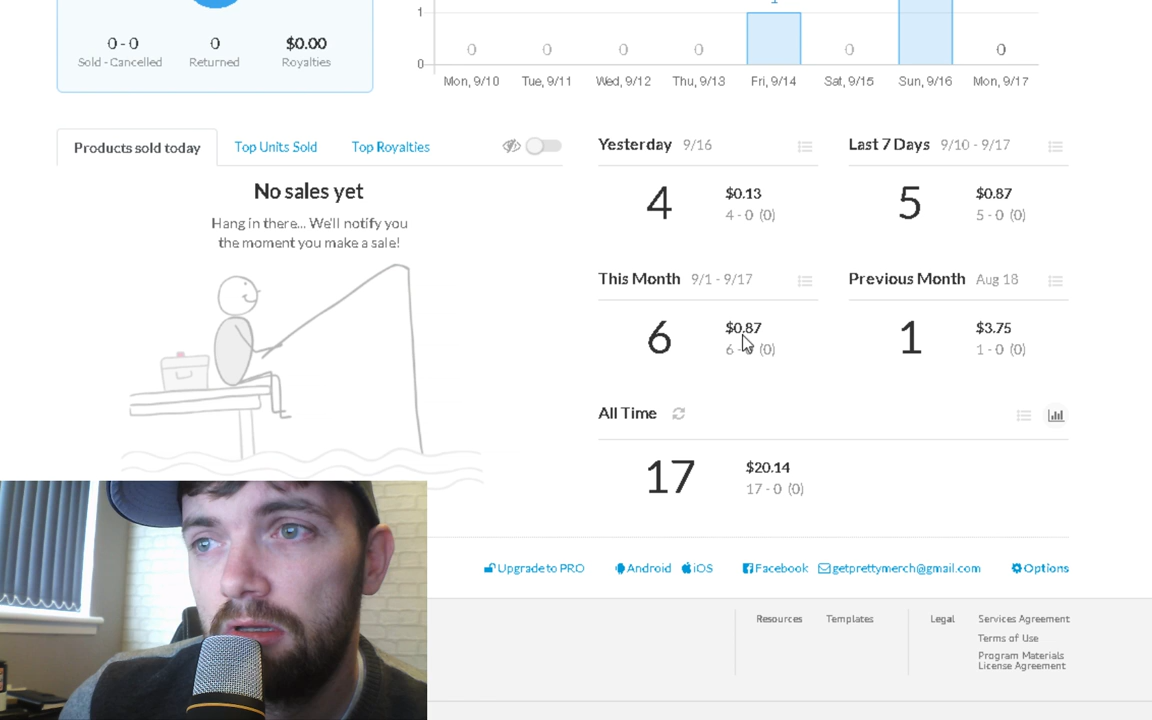 0 - 0 0 $0.00
Sold - Cancelled Returned Royalties
1
1
0
0 0 0 0 0 0
Mon, 9/10 Tue, 9/11 Wed, 9/12 Thu, 9/13 Fri, 9/14 Sat, 9/15 Sun, 9/16 Mon, 9/17
Products sold today Top Units Sold Top Royalties
No sales yet
Hang in there... We'll notify you
the moment you make a sale!
Yesterday 9/16
4 $0.13
4 - 0 (0)
Last 7 Days 9/10 - 9/17
5 $0.87
5 - 0 (0)
This Month 9/1 - 9/17
6 $0.87
6 - 0 (0)
Previous Month Aug 18
1 $3.75
1 - 0 (0)
All Time
17 $20.14
17 - 0 (0)
Upgrade to PRO Android iOS Facebook getprettymerch@gmail.com Options
Resources Templates Legal Services Agreement
Terms of Use
Program Materials
License Agreement